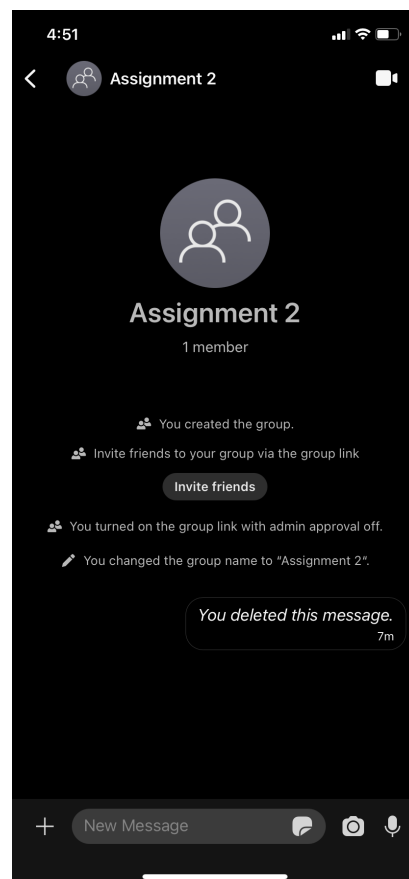 4:51
Assignment 2
Assignment 2
1 member
You created the group.
Invite friends to your group via the group link
Invite friends
You turned on the group link with admin approval off.
You changed the group name to “Assignment 2“.
You deleted this message.
7m
New Message